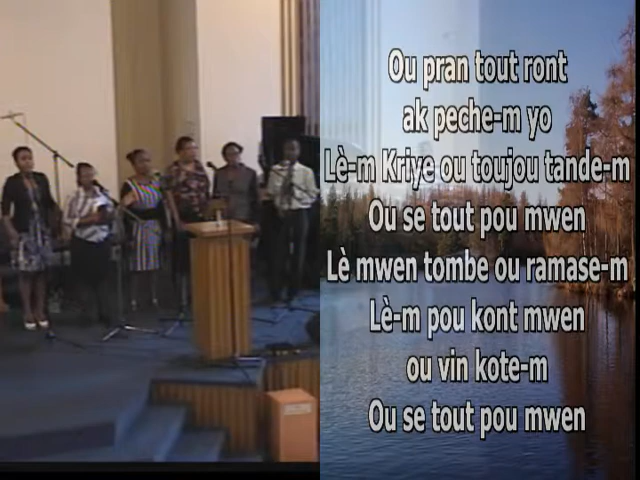 Ou pran tout ront
ak peche-m yo
Lè-m Kriye ou toujou tande-m
Ou se tout pou mwen
Lè mwen tombe ou ramase-m
Lè-m pou kont mwen
ou vin kote-m
Ou se tout pou mwen